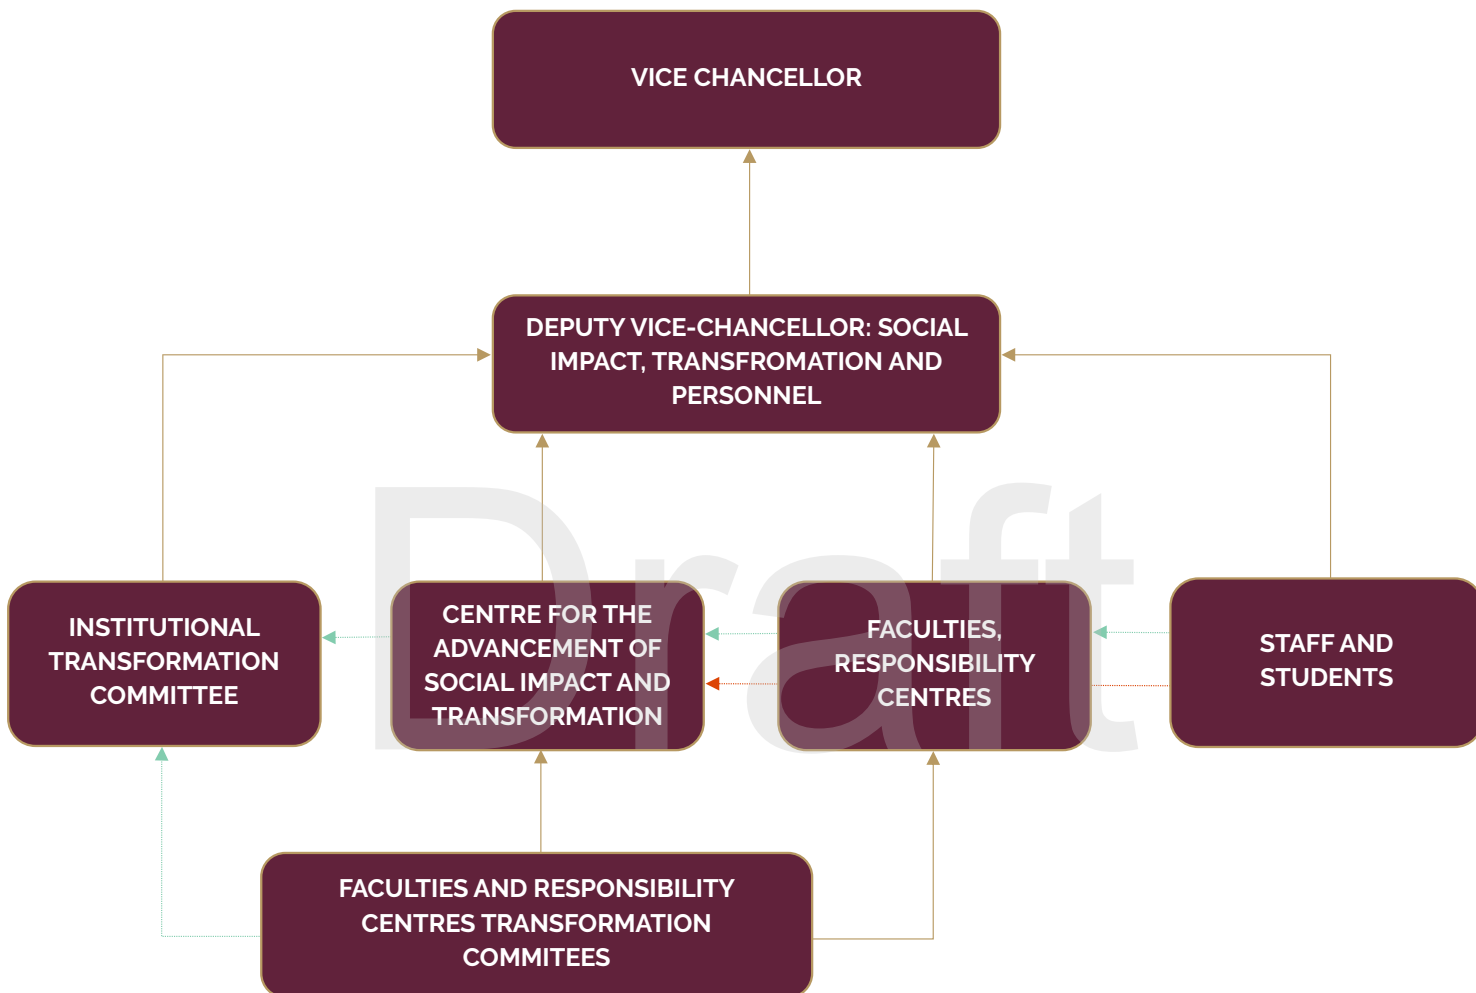 VICE CHANCELLOR
DEPUTY VICE-CHANCELLOR: SOCIAL
IMPACT, TRANSFROMATION AND
PERSONNEL
INSTITUTIONAL
TRANSFORMATION
COMMITTEE
CENTRE FOR THE
ADVANCEMENT OF
SOCIAL IMPACT AND
TRANSFORMATION
FACULTIES,
RESPONSIBILITY
CENTRES
STAFF AND
STUDENTS
Draft
FACULTIES AND RESPONSIBILITY
CENTRES TRANSFORMATION
COMMITEES